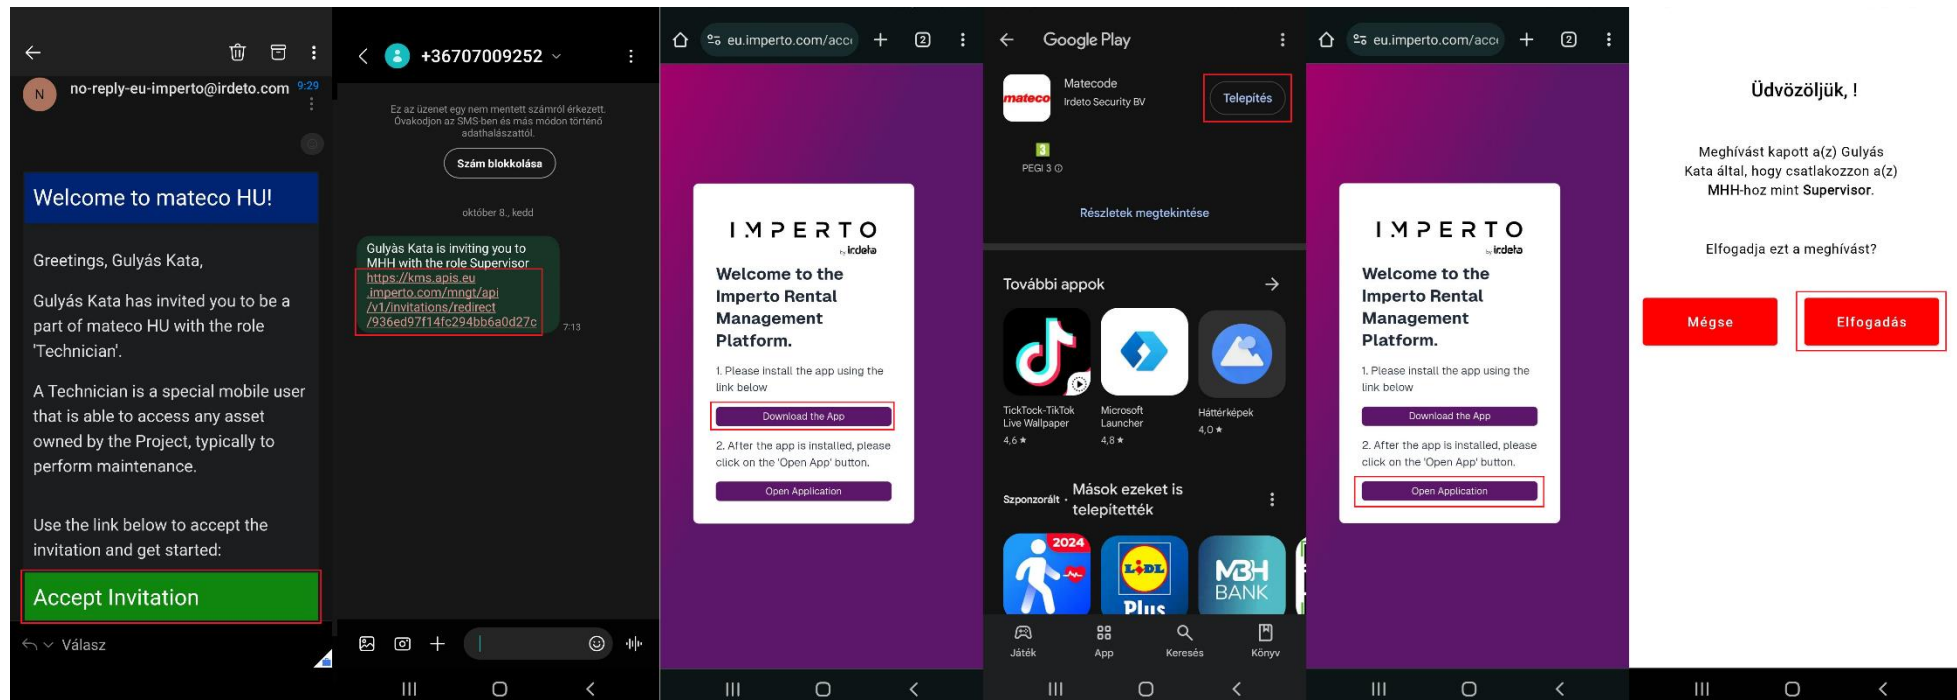 no-reply-eu-imperto@irdeto.com 9:29
N
Welcome to mateco HU!
Greetings, Gulyás Kata,
Gulyás Kata has invited you to be a
part of mateco HU with the role
'Technician'.
A Technician is a special mobile user
that is able to access any asset
owned by the Project, typically to
perform maintenance.
Use the link below to accept the
invitation and get started:
Accept Invitation
Válasz
+36707009252
Ez az üzenet egy nem mentett számról érkezett.
Óvakodjon az SMS-ben és más módon történő
adathalászattól.
Szám blokkolása
október 8., kedd
Gulyàs Kata is inviting you to
MHH with the role Supervisor
https://kms.apis.eu
.imperto.com/mngt/api
/v1/invitations/redirect
/936ed97f14fc294bb6a0d27c
7:13
eu.imperto.com/acc
2
IMPERTO
by irdeto
Welcome to the
Imperto Rental
Management
Platform.
1. Please install the app using the
link below
Download the App
2. After the app is installed, please
click on the 'Open App' button.
Open Application
Google Play
mateco
Matecode
Irdeto Security BV
Telepítés
3
PEGI 3
Részletek megtekintése
További appok
TickTock-TikTok
Live Wallpaper
4,6 ★
Microsoft
Launcher
4,8 ★
Háttérképek
4,0 ★
Szponzorált · Mások ezeket is
telepítették
2024
LIDL
Plus
MBH
BANK
Játék
App
Keresés
Könyv
eu.imperto.com/acc
2
IMPERTO
by irdeto
Welcome to the
Imperto Rental
Management
Platform.
1. Please install the app using the
link below
Download the App
2. After the app is installed, please
click on the 'Open App' button.
Open Application
Üdvözöljük, !
Meghívást kapott a(z) Gulyás
Kata által, hogy csatlakozzon a(z)
MHH-hoz mint Supervisor.
Elfogadja ezt a meghívást?
Mégse
Elfogadás